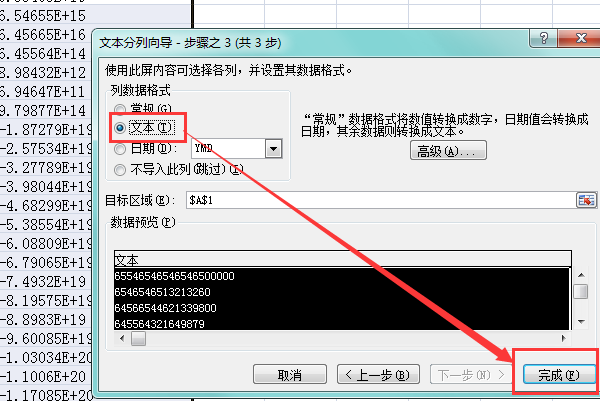 6.54655E+15
6.45665E+16
6.45564E+14
8.98432E+12
6.94647E+11
9.79877E+14
-1.87279E+19
-2.57534E+19
-3.27789E+19
-3.98044E+19
-4.68299E+19
-5.38555E+19
-6.08809E+19
-6.79065E+19
-7.4932E+19
-8.19575E+19
-8.8983E+19
-9.60085E+19
-1.03034E+20
-1.1006E+20
-1.17085E+20
文本分列向导 - 步骤之 3 (共 3 步)
使用此屏内容可选择各列，并设置其数据格式。
列数据格式
常规(G)
文本(T)
日期(D): YMD
不导入此列(跳过)(I)
“常规”数据格式将数值转换成数字，日期值会转换成
日期，其余数据则转换成文本。
高级(A)...
目标区域(E): $A$1
数据预览(P)
文本
65546546546546500000
6546546513213260
64566544621339800
645564321649879
取消
< 上一步(B)
下一步(N) >
完成(F)